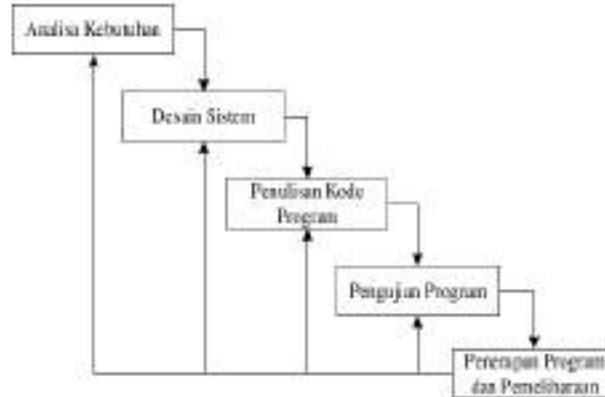 Analisa Kebutuhan
Desain Sistem
Penulisan Kode
Program
Pengujian Program
Penerapan Program
dan Pemeliharaan